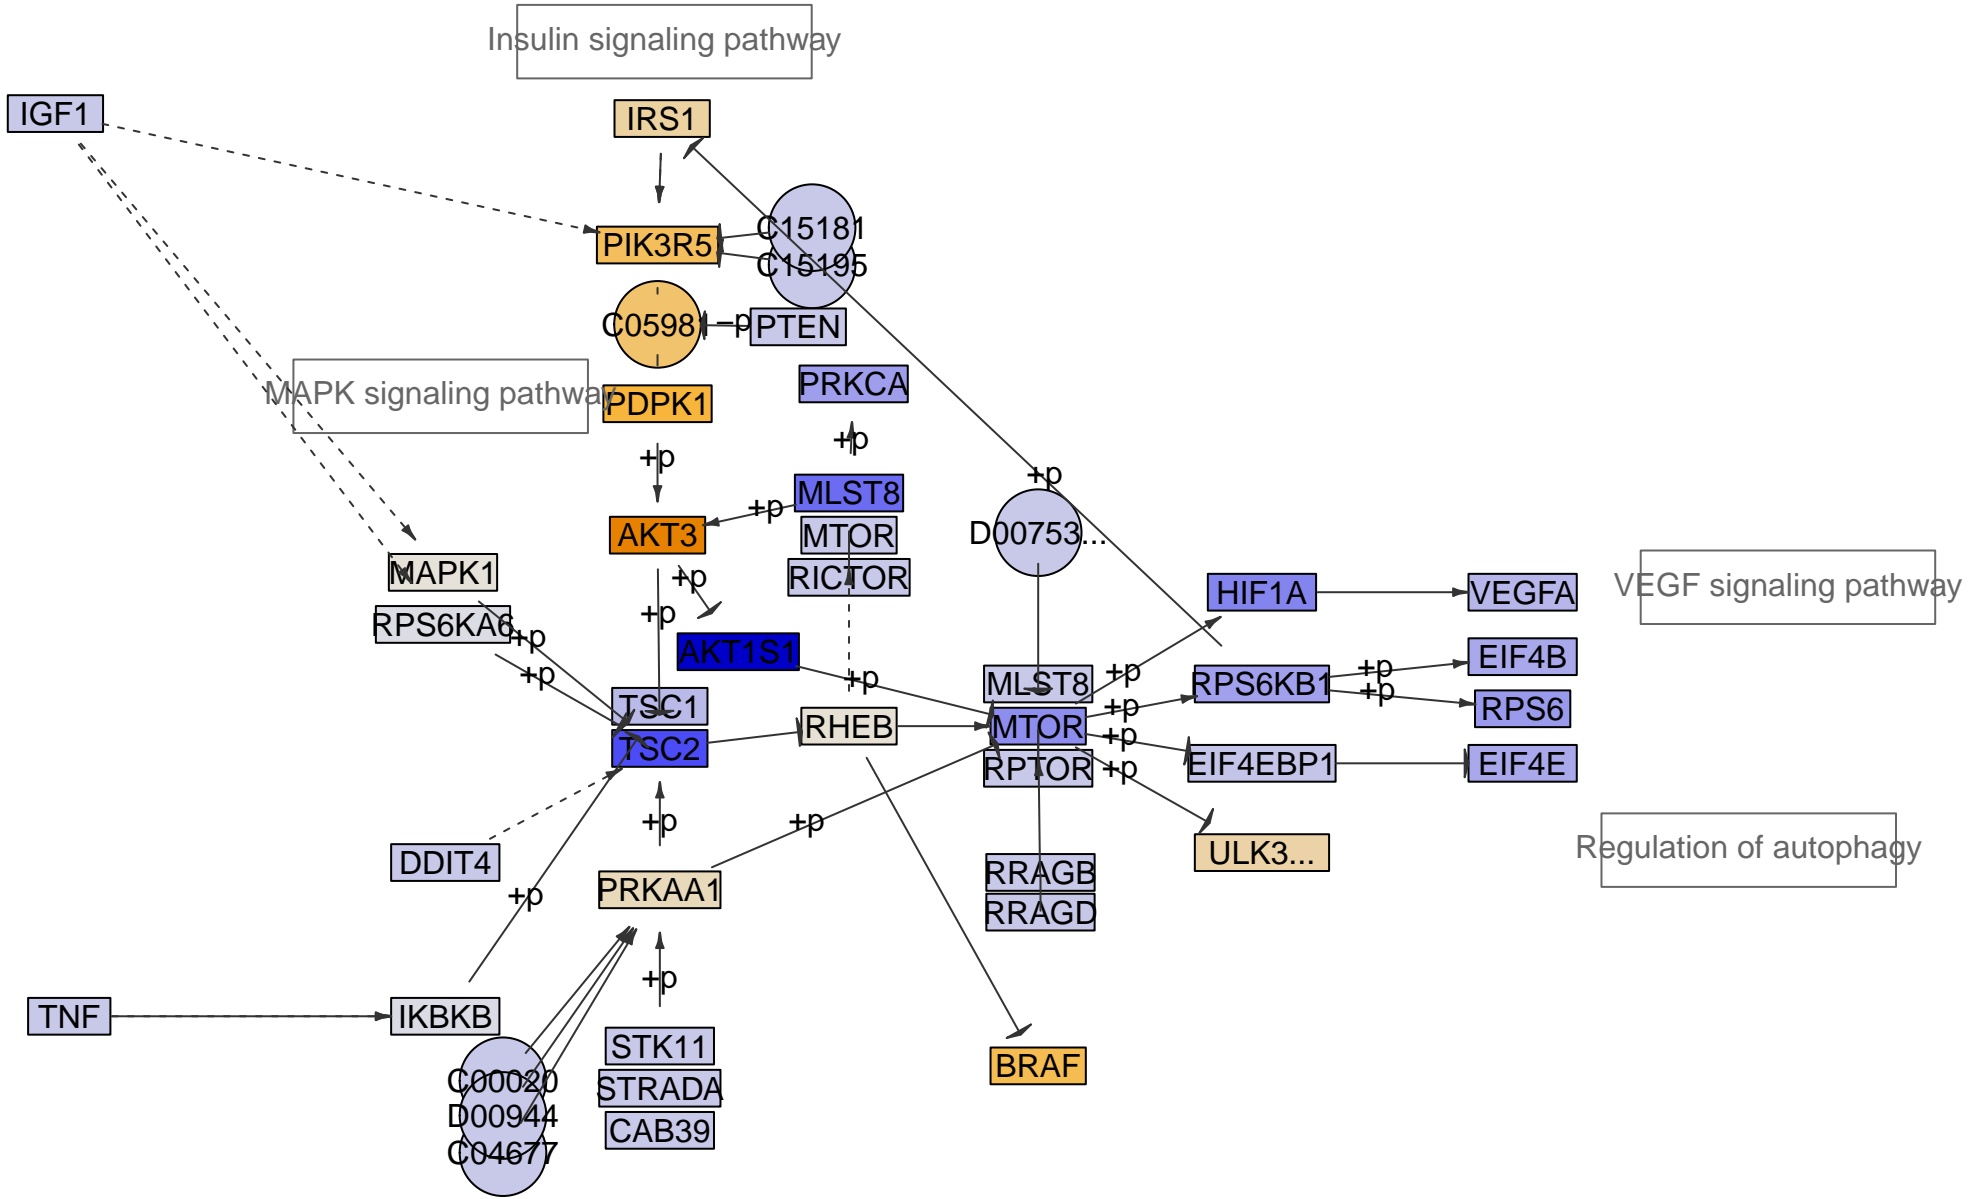 Insulin signaling pathway
IGF1
IRS1
C15181
PIK3R5
C15195
C0598
-p
PTEN
PRKCA
MAPK signaling pathway
PDPK1
+p
+p
+p
MLST8
+p
AKT3
MTOR
D00753...
MAPK1
RICTOR
+p
HIF1A
VEGFA
VEGF signaling pathway
RPS6KA6
+p
+p
AKT1S1
EIF4B
+p
+p
MLST8
+p
RPS6KB1
+p
+p
TSC1
+p
RPS6
RHEB
MTOR
+p
TSC2
RPTOR
+p
EIF4EBP1
EIF4E
+p
+p
DDIT4
ULK3...
Regulation of autophagy
+p
PRKAA1
RRAGB
RRAGD
+p
TNF
IKBKB
STK11
BRAF
C00020
STRADA
D00944
CAB39
C04677